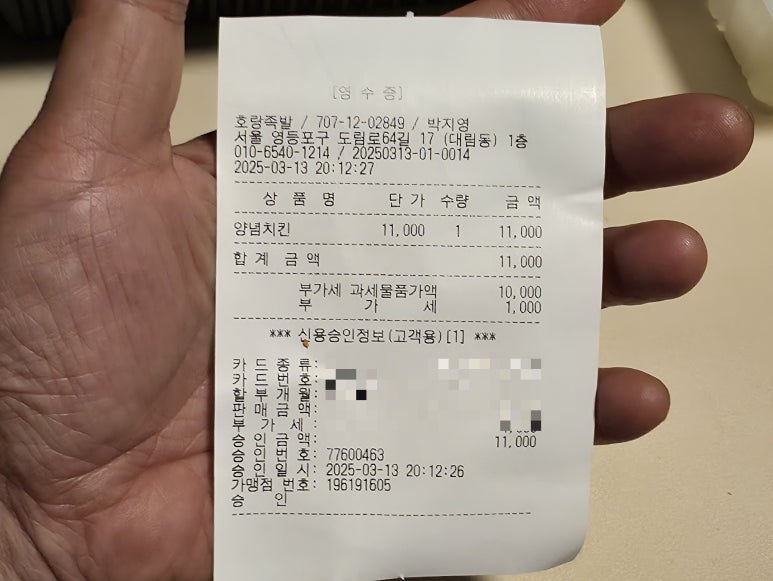 [영 수 증]
호랑족발 / 707-12-02849 / 박지영
서울 영등포구 도림로64길 17 (대림동) 1층
010-6540-1214 / 20250313-01-0014
2025-03-13 20:12:27
상 품 명 단 가 수량 금 액
양념치킨 11,000 1 11,000
합 계 금 액 11,000
부가세 과세물품가액 10,000
부 가 세 1,000
*** 신용승인정보(고객용)[1] ***
카 드 종 류:
카 드 번 호:
할 부 개 월:
판 매 금 액:
부 가 세 :
승 인 금 액: 11,000
승 인 번 호: 77600463
승 인 일 시: 2025-03-13 20:12:26
가맹점 번호: 196191605
승 인